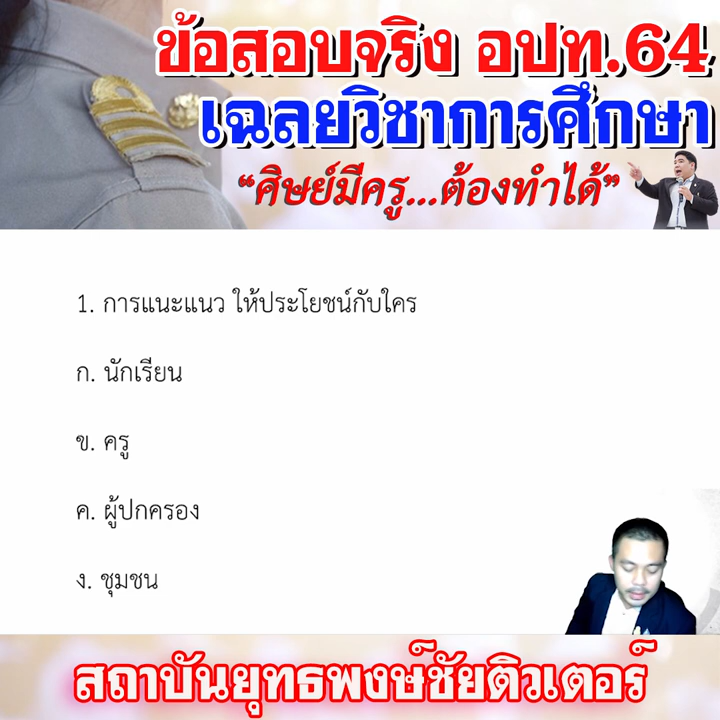 ข้อสอบจริง อปท.64
เฉลยวิชาการศึกษา
“ศิษย์มีครู...ต้องทำได้”
1. การแนะแนว ให้ประโยชน์กับใคร
ก. นักเรียน
ข. ครู
ค. ผู้ปกครอง
ง. ชุมชน
สถาบันยุทธพงษ์ชัยติวเตอร์